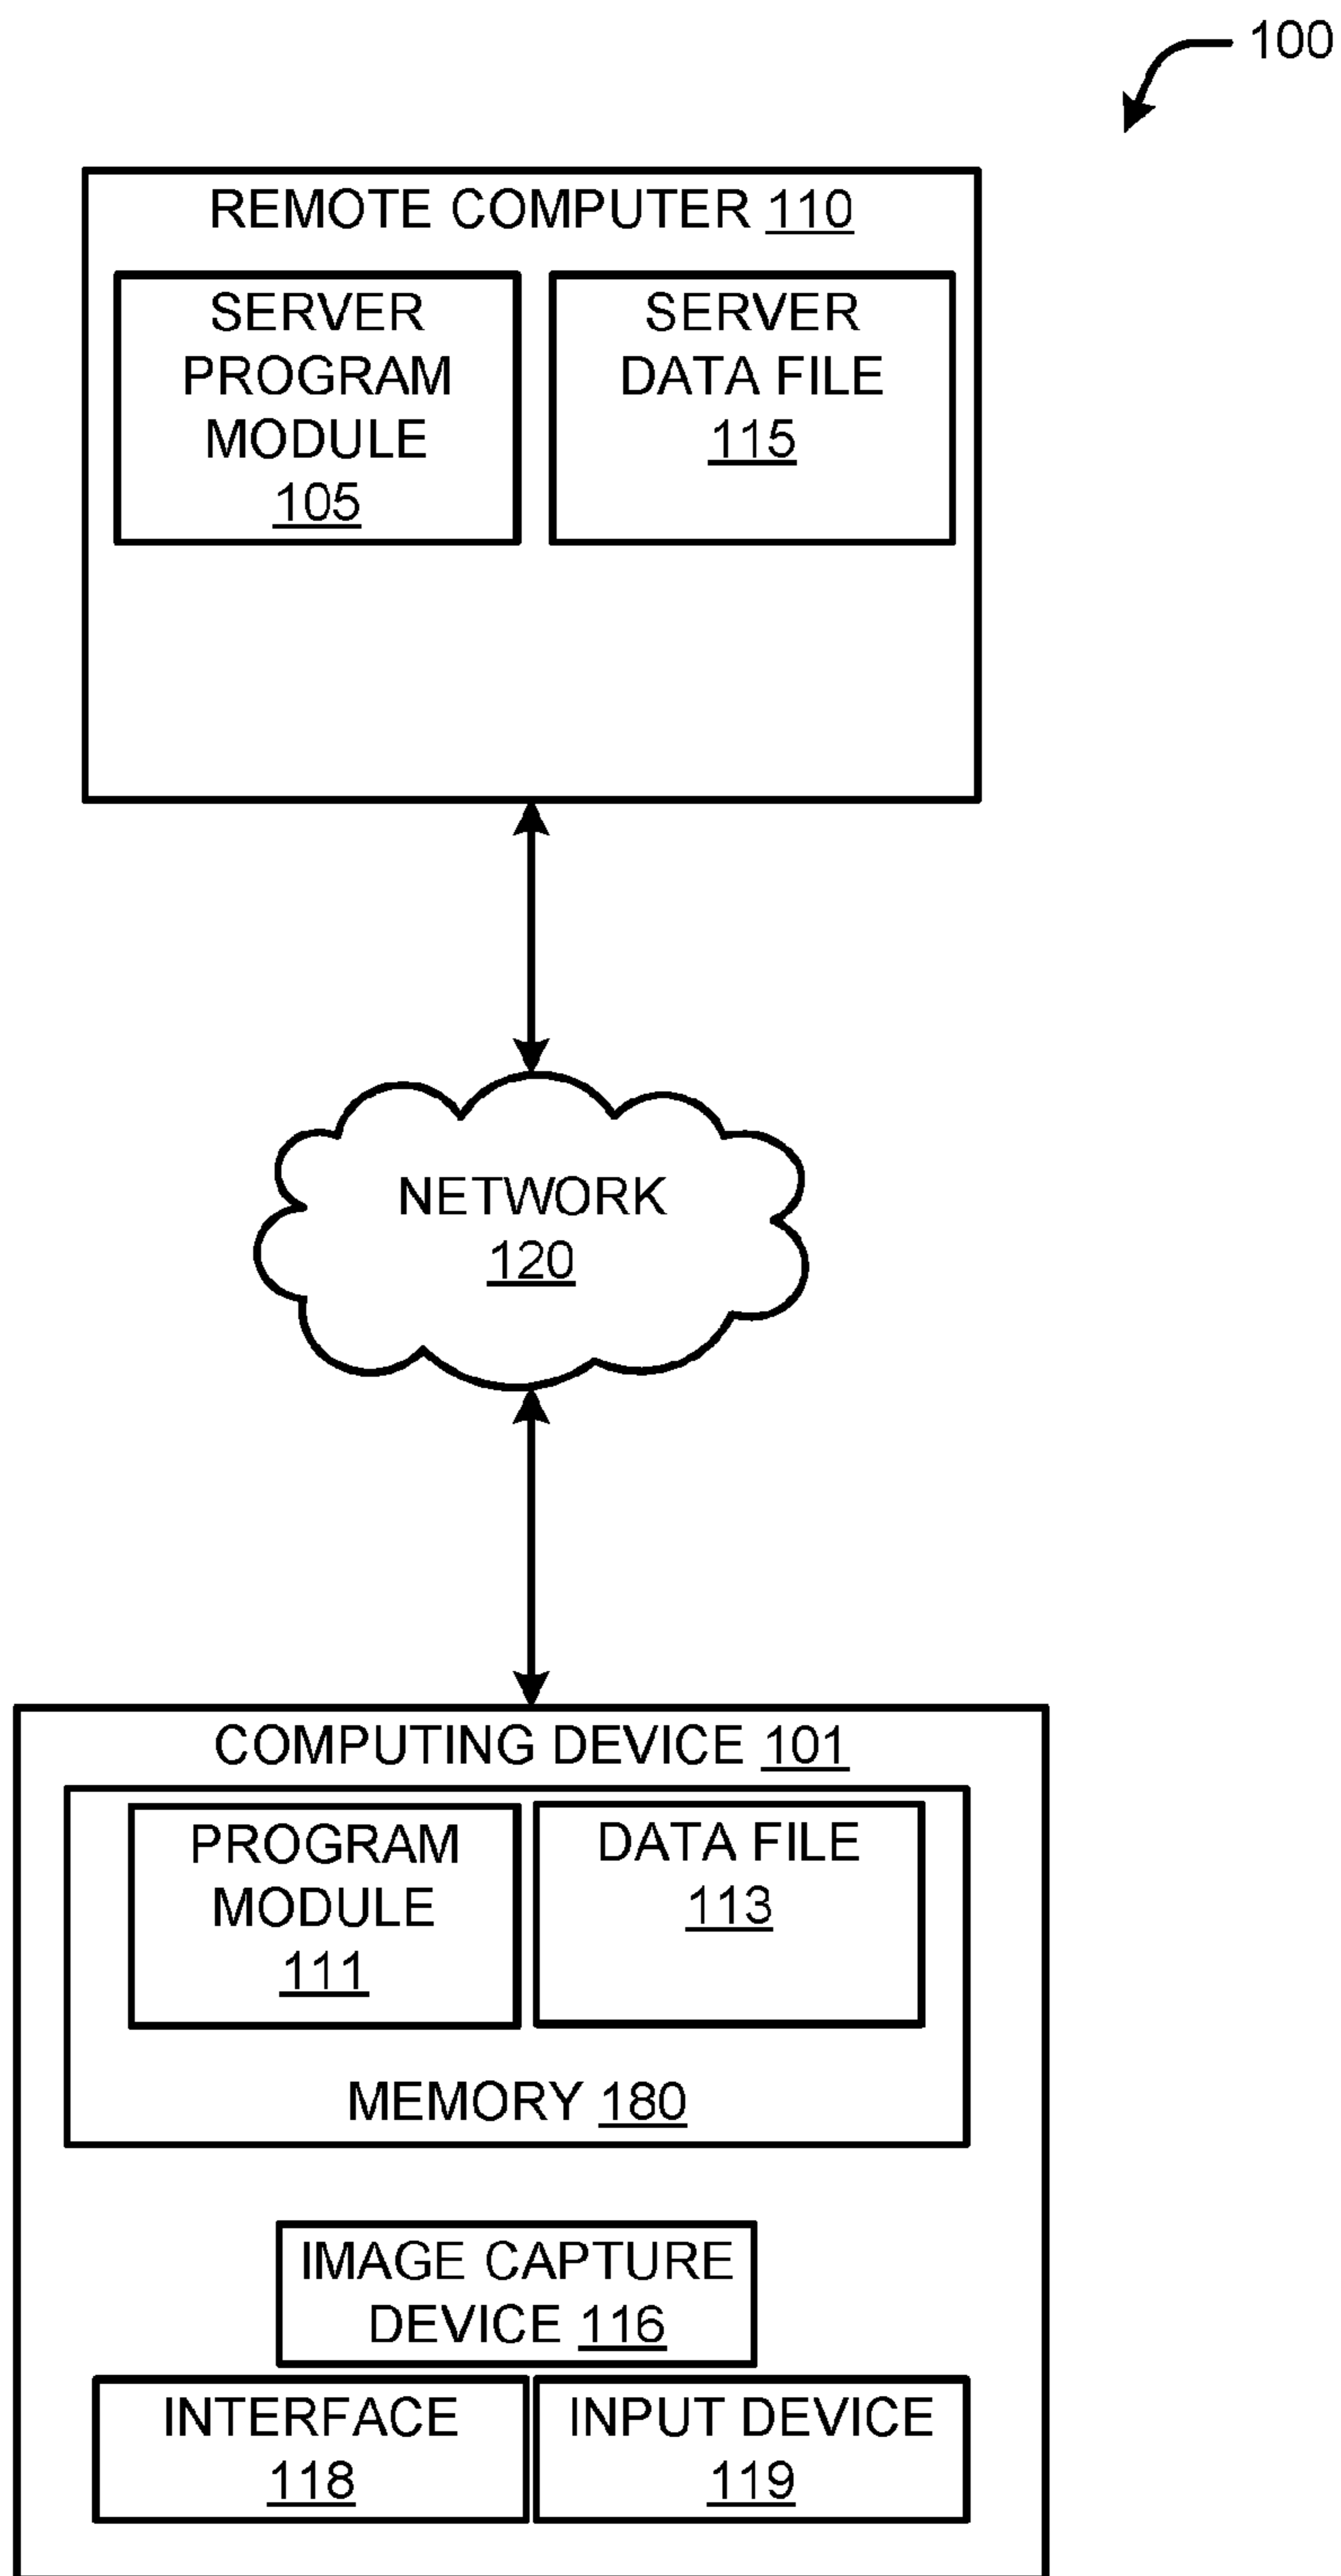 100
REMOTE COMPUTER 110
SERVER
PROGRAM
MODULE
105
SERVER
DATA FILE
115
NETWORK
120
COMPUTING DEVICE 101
PROGRAM
MODULE
111
DATA FILE
113
MEMORY 180
IMAGE CAPTURE
DEVICE 116
INTERFACE
118
INPUT DEVICE
119